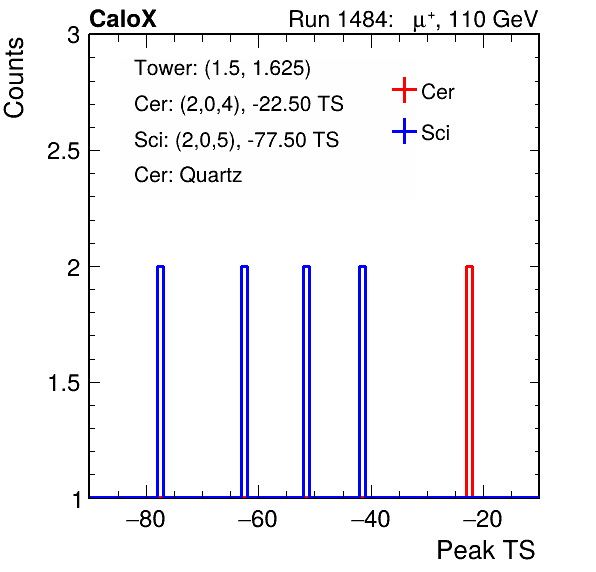 CaloX Run 1484: μ⁺, 110 GeV
Counts
Tower: (1.5, 1.625)
Cer: (2,0,4), -22.50 TS
Sci: (2,0,5), -77.50 TS
Cer: Quartz
Cer
Sci
3
2.5
2
1.5
1
−80 −60 −40 −20
Peak TS